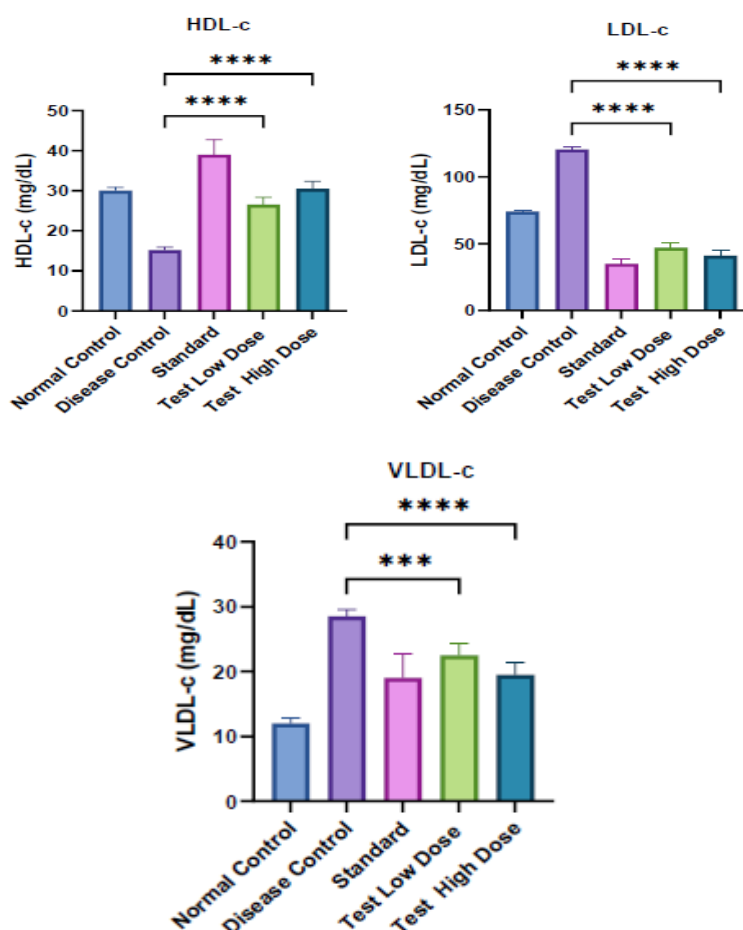 HDL-c
****
****
HDL-c (mg/dL)
50
40
30
20
10
0
Normal Control
Disease Control
Standard
Test Low Dose
Test High Dose
LDL-c
****
****
LDL-c (mg/dL)
150
100
50
0
Normal Control
Disease Control
Standard
Test Low Dose
Test High Dose
VLDL-c
****
***
VLDL-c (mg/dL)
40
30
20
10
0
Normal Control
Disease Control
Standard
Test Low Dose
Test High Dose